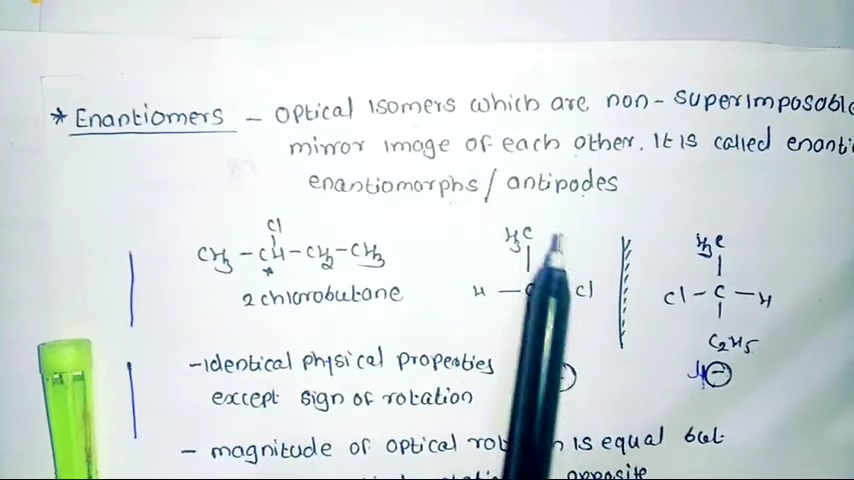 * Enantiomers - Optical Isomers which are non-superimposable
mirror image of each other. It is called enanti
enantiomorphs/antipodes
Cl
CH3 - CH - CH2 - CH3
*
2 chlorobutane
H3C
H - C Cl
H3C
Cl - C - H
C2H5
-
- identical physical properties
except sign of rotation
- magnitude of optical rot n is equal but
opposite